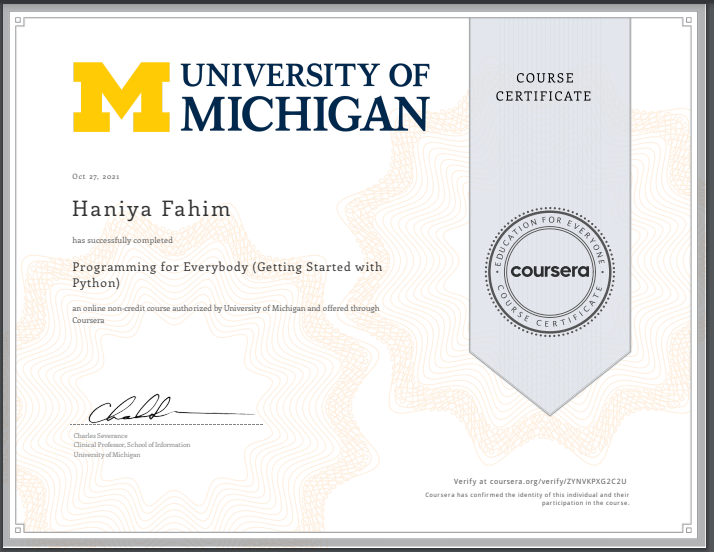 UNIVERSITY OF
MICHIGAN
COURSE
CERTIFICATE
Oct 27, 2021
Haniya Fahim
has successfully completed
Programming for Everybody (Getting Started with
Python)
an online non-credit course authorized by University of Michigan and offered through
Coursera
EDUCATION FOR EVERYONE
coursera
COURSE CERTIFICATE
Charles Severance
Clinical Professor, School of Information
University of Michigan
Verify at coursera.org/verify/ZYNVKPXG2C2U
Coursera has confirmed the identity of this individual and their
participation in the course.